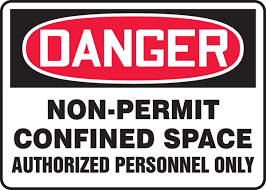 DANGER
NON-PERMIT
CONFINED SPACE
AUTHORIZED PERSONNEL ONLY